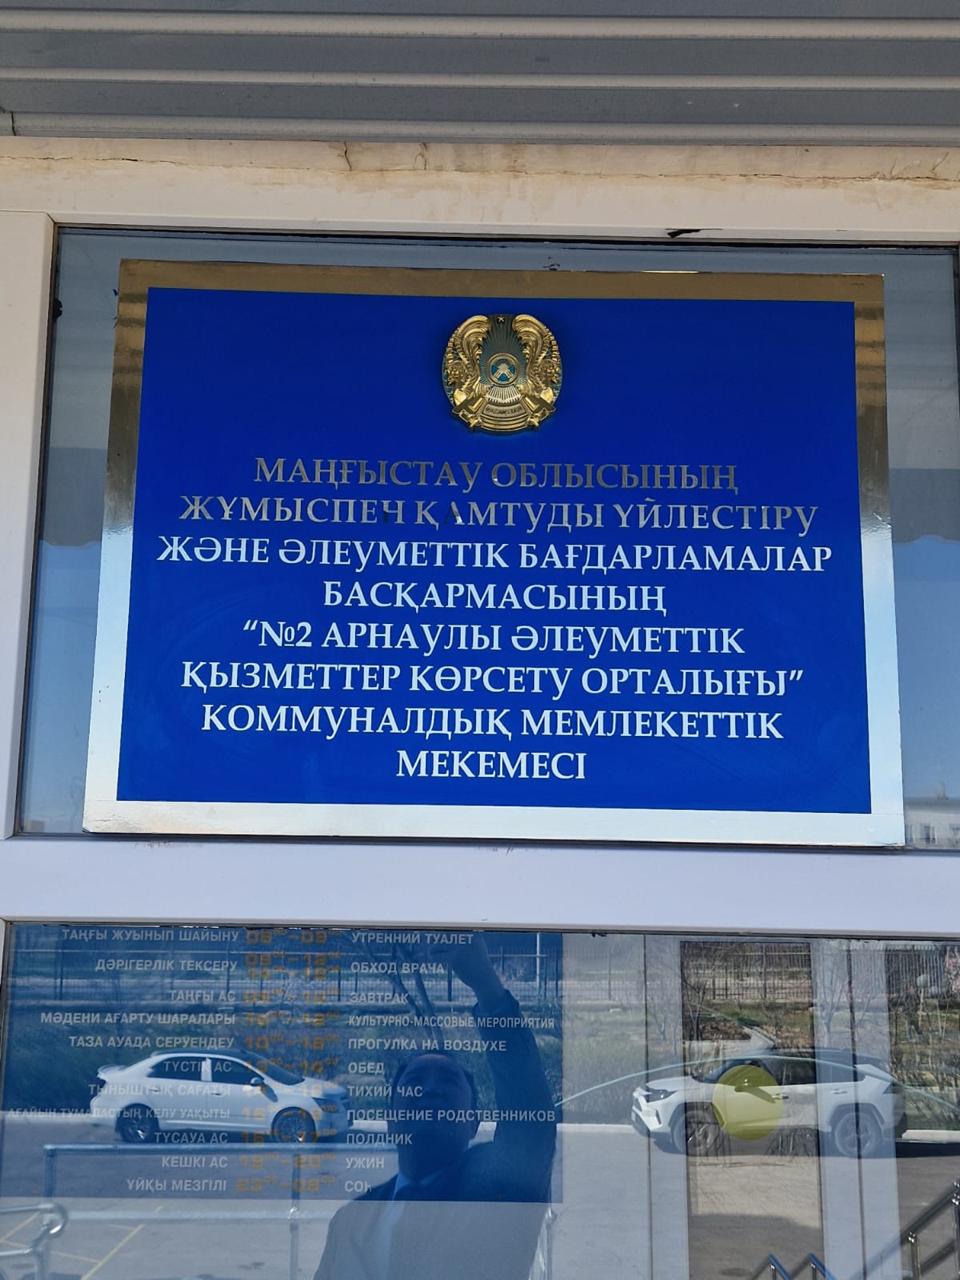 МАҢҒЫСТАУ ОБЛЫСЫНЫҢ
ЖҰМЫСПЕН ҚАМТУДЫ ҮЙЛЕСТІРУ
ЖӘНЕ ӘЛЕУМЕТТІК БАҒДАРЛАМАЛАР
БАСҚАРМАСЫНЫҢ
“№2 АРНАУЛЫ ӘЛЕУМЕТТІК
ҚЫЗМЕТТЕР КӨРСЕТУ ОРТАЛЫҒЫ”
КОММУНАЛДЫҚ МЕМЛЕКЕТТІК
МЕКЕМЕСІ
ТАҢҒЫ ЖУЫНЫП ШАЙЫНУ УТРЕННИЙ ТУАЛЕТ
ДӘРІГЕРЛІК ТЕКСЕРУ ОБХОД ВРАЧА
ТАҢҒЫ АС ЗАВТРАК
МӘДЕНИ АҒАРТУ ШАРАЛАРЫ КУЛЬТУРНО-МАССОВЫЕ МЕРОПРИЯТИЯ
ТАЗА АУАДА СЕРУЕНДЕУ ПРОГУЛКА НА ВОЗДУХЕ
ТҮСТІК АС ОБЕД
ТЫНЫШТЫҚ САҒАТЫ ТИХИЙ ЧАС
КЕЛУ УАҚЫТЫ ПОСЕЩЕНИЕ РОДСТВЕННИКОВ
ТҮСАУА АС ПОЛДНИК
КЕШКІ АС УЖИН
ҰЙҚЫ МЕЗГІЛІ СОН